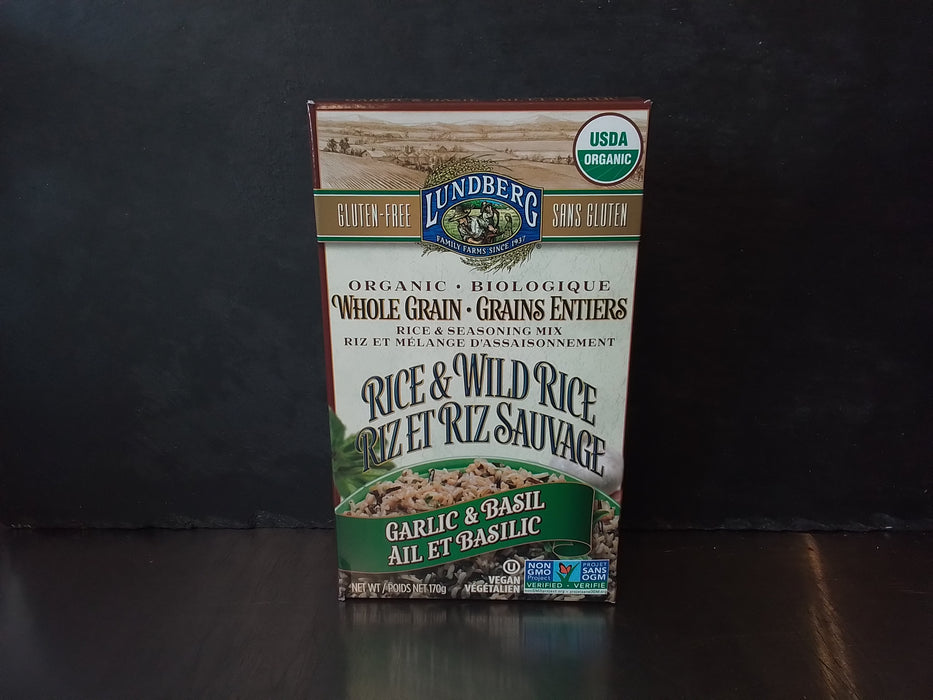 USDA
ORGANIC
GLUTEN-FREE
LUNDBERG
FAMILY FARMS SINCE 1937
SANS GLUTEN
ORGANIC · BIOLOGIQUE
WHOLE GRAIN · GRAINS ENTIERS
RICE & SEASONING MIX
RIZ ET MÉLANGE D'ASSAISONNEMENT
RICE & WILD RICE
RIZ ET RIZ SAUVAGE
GARLIC & BASIL
AIL ET BASILIC
U
VEGAN
VÉGÉTALIEN
NET WT / POIDS NET 170g
NON
GMO
Project
VERIFIED
PROJET
SANS
OGM
VÉRIFIÉ